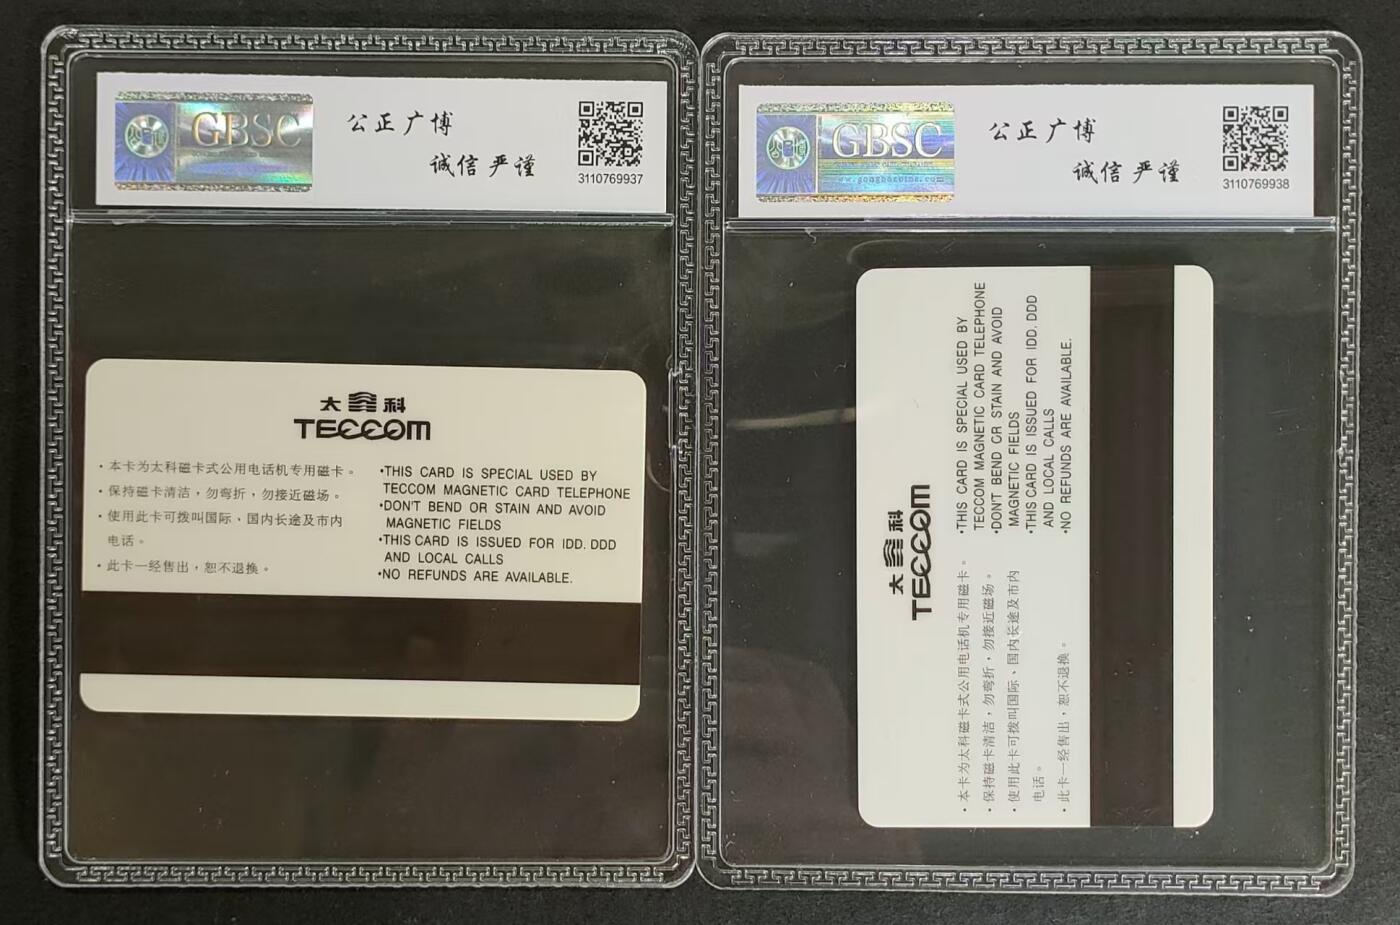 GBSC
公正广博
诚信严谨
3110769937
太鑫科
TECCOM
·本卡为太科磁卡式公用电话机专用磁卡。
·保持磁卡清洁，勿弯折，勿接近磁场。
·使用此卡可拨叫国际、国内长途及市内
电话。
·此卡一经售出，恕不退换。
·THIS CARD IS SPECIAL USED BY
TECCOM MAGNETIC CARD TELEPHONE
·DON'T BEND OR STAIN AND AVOID
MAGNETIC FIELDS
·THIS CARD IS ISSUED FOR IDD. DDD
AND LOCAL CALLS
·NO REFUNDS ARE AVAILABLE.
GBSC
www.gongbocoins.com
公正广博
诚信严谨
3110769938
太鑫科
TECCOM
·本卡为太科磁卡式公用电话机专用磁卡。
·保持磁卡清洁，勿弯折，勿接近磁场。
·使用此卡可拨叫国际、国内长途及市内
电话。
·此卡一经售出，恕不退换。
·THIS CARD IS SPECIAL USED BY
TECCOM MAGNETIC CARD TELEPHONE
·DON'T BEND OR STAIN AND AVOID
MAGNETIC FIELDS
·THIS CARD IS ISSUED FOR IDD. DDD
AND LOCAL CALLS
·NO REFUNDS ARE AVAILABLE.